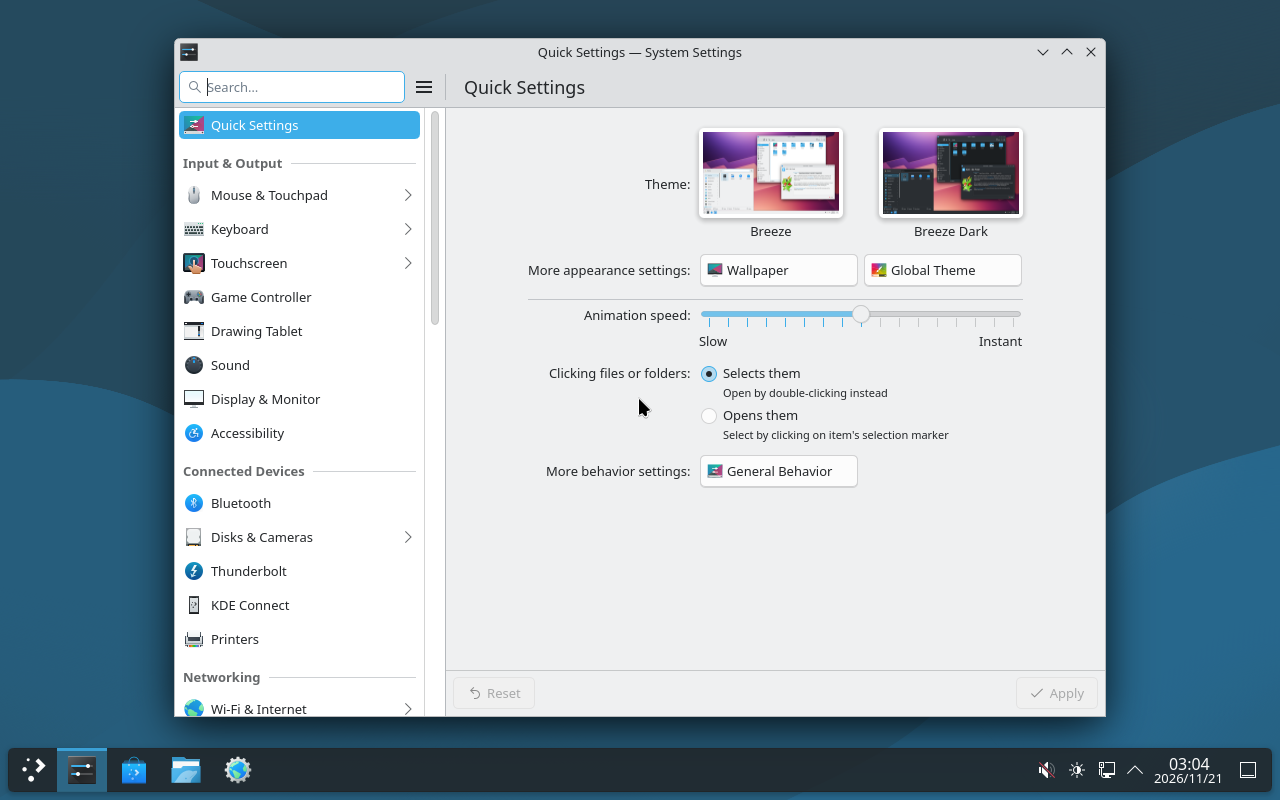 Quick Settings — System Settings
Search...
Quick Settings
Quick Settings
Input & Output
Mouse & Touchpad
Keyboard
Touchscreen
Game Controller
Drawing Tablet
Sound
Display & Monitor
Accessibility
Connected Devices
Bluetooth
Disks & Cameras
Thunderbolt
KDE Connect
Printers
Networking
Wi-Fi & Internet
Theme:
Breeze
Breeze Dark
More appearance settings:
Wallpaper
Global Theme
Animation speed:
Slow
Instant
Clicking files or folders:
Selects them
Open by double-clicking instead
Opens them
Select by clicking on item's selection marker
More behavior settings:
General Behavior
Reset
Apply
03:04
2026/11/21